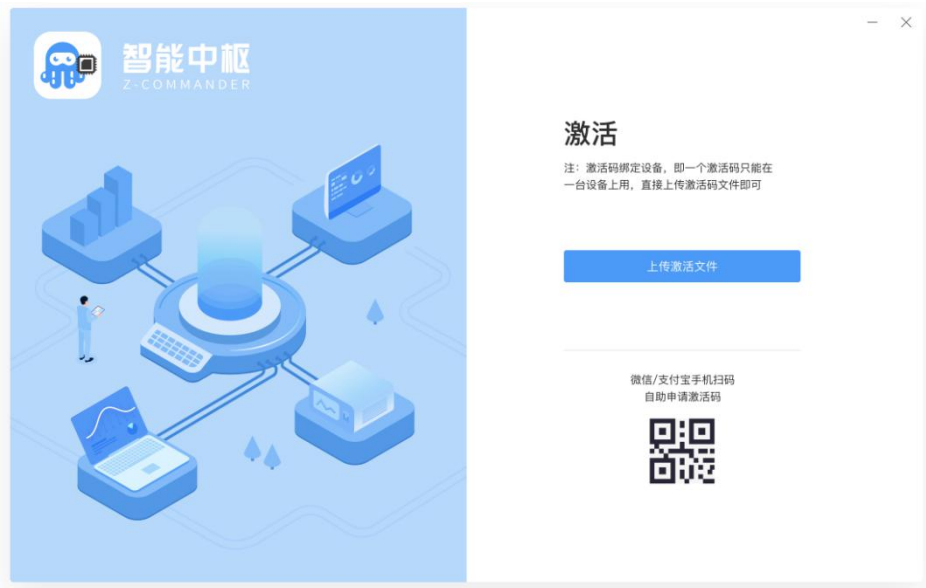 智能中枢
Z-COMMANDER
激活
注：激活码绑定设备，即一个激活码只能在
一台设备上用，直接上传激活码文件即可
上传激活文件
微信/支付宝手机扫码
自助申请激活码